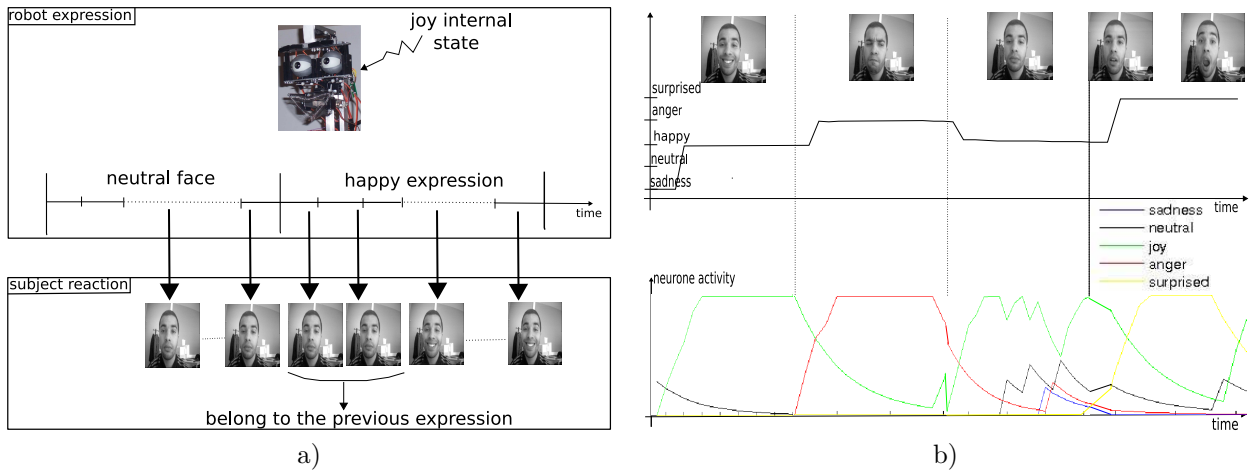 robot expression
joy internal
state
neutral face
happy expression
time
subject reaction
belong to the previous expression
a)
surprised
anger
happy
neutral
sadness
time
sadness
neutral
joy
anger
surprised
neurone activity
time
b)